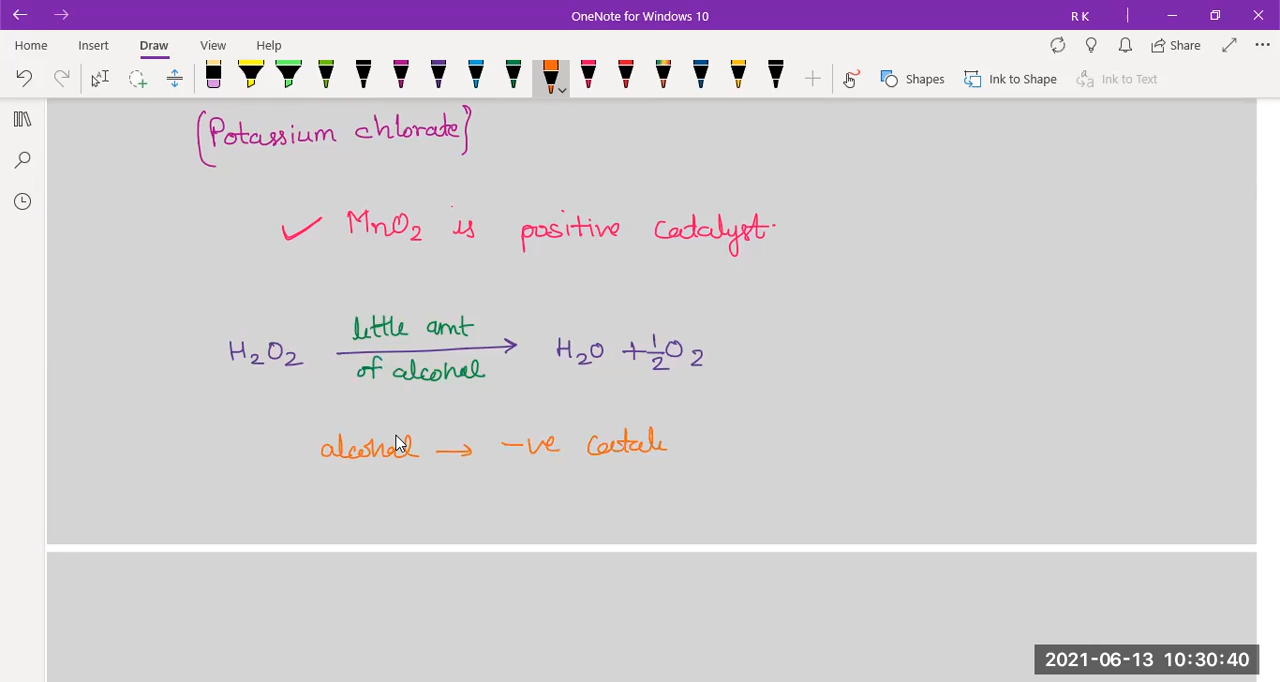 OneNote for Windows 10
R K
Home Insert Draw View Help
Share
Shapes Ink to Shape Ink to Text
(Potassium chlorate)
✓ MnO2 is positive catalyst.
little amt
H2O2 → H2O + 1/2 O2
of alcohol
alcohol → -ve Catal
2021-06-13 10:30:40